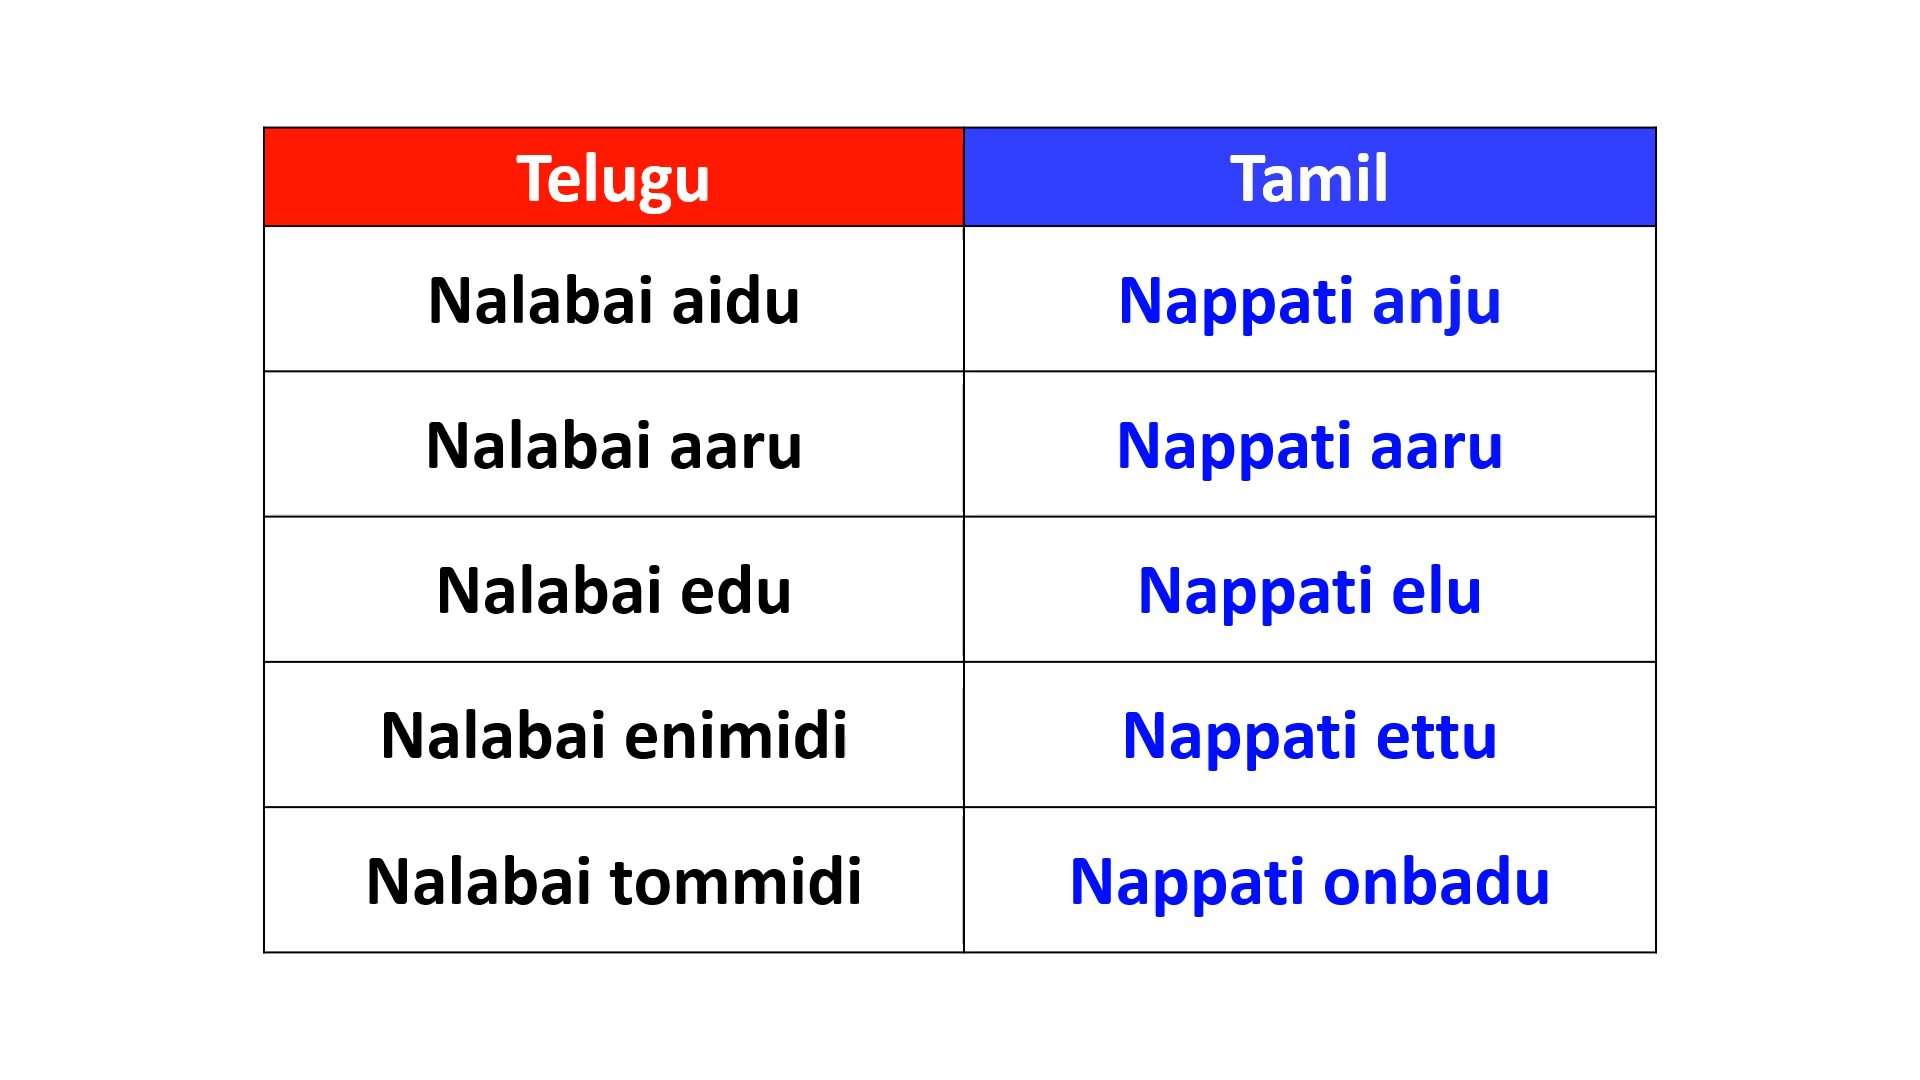 Telugu Tamil
Nalabai aidu Nappati anju
Nalabai aaru Nappati aaru
Nalabai edu Nappati elu
Nalabai enimidi Nappati ettu
Nalabai tommidi Nappati onbadu